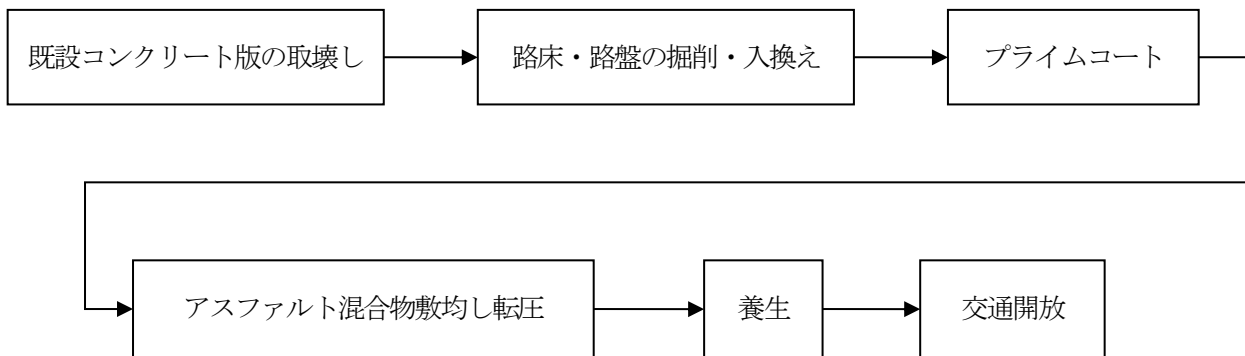 既設コンクリート版の取壊し
路床・路盤の掘削・入換え
プライムコート
アスファルト混合物敷均し転圧
養生
交通開放